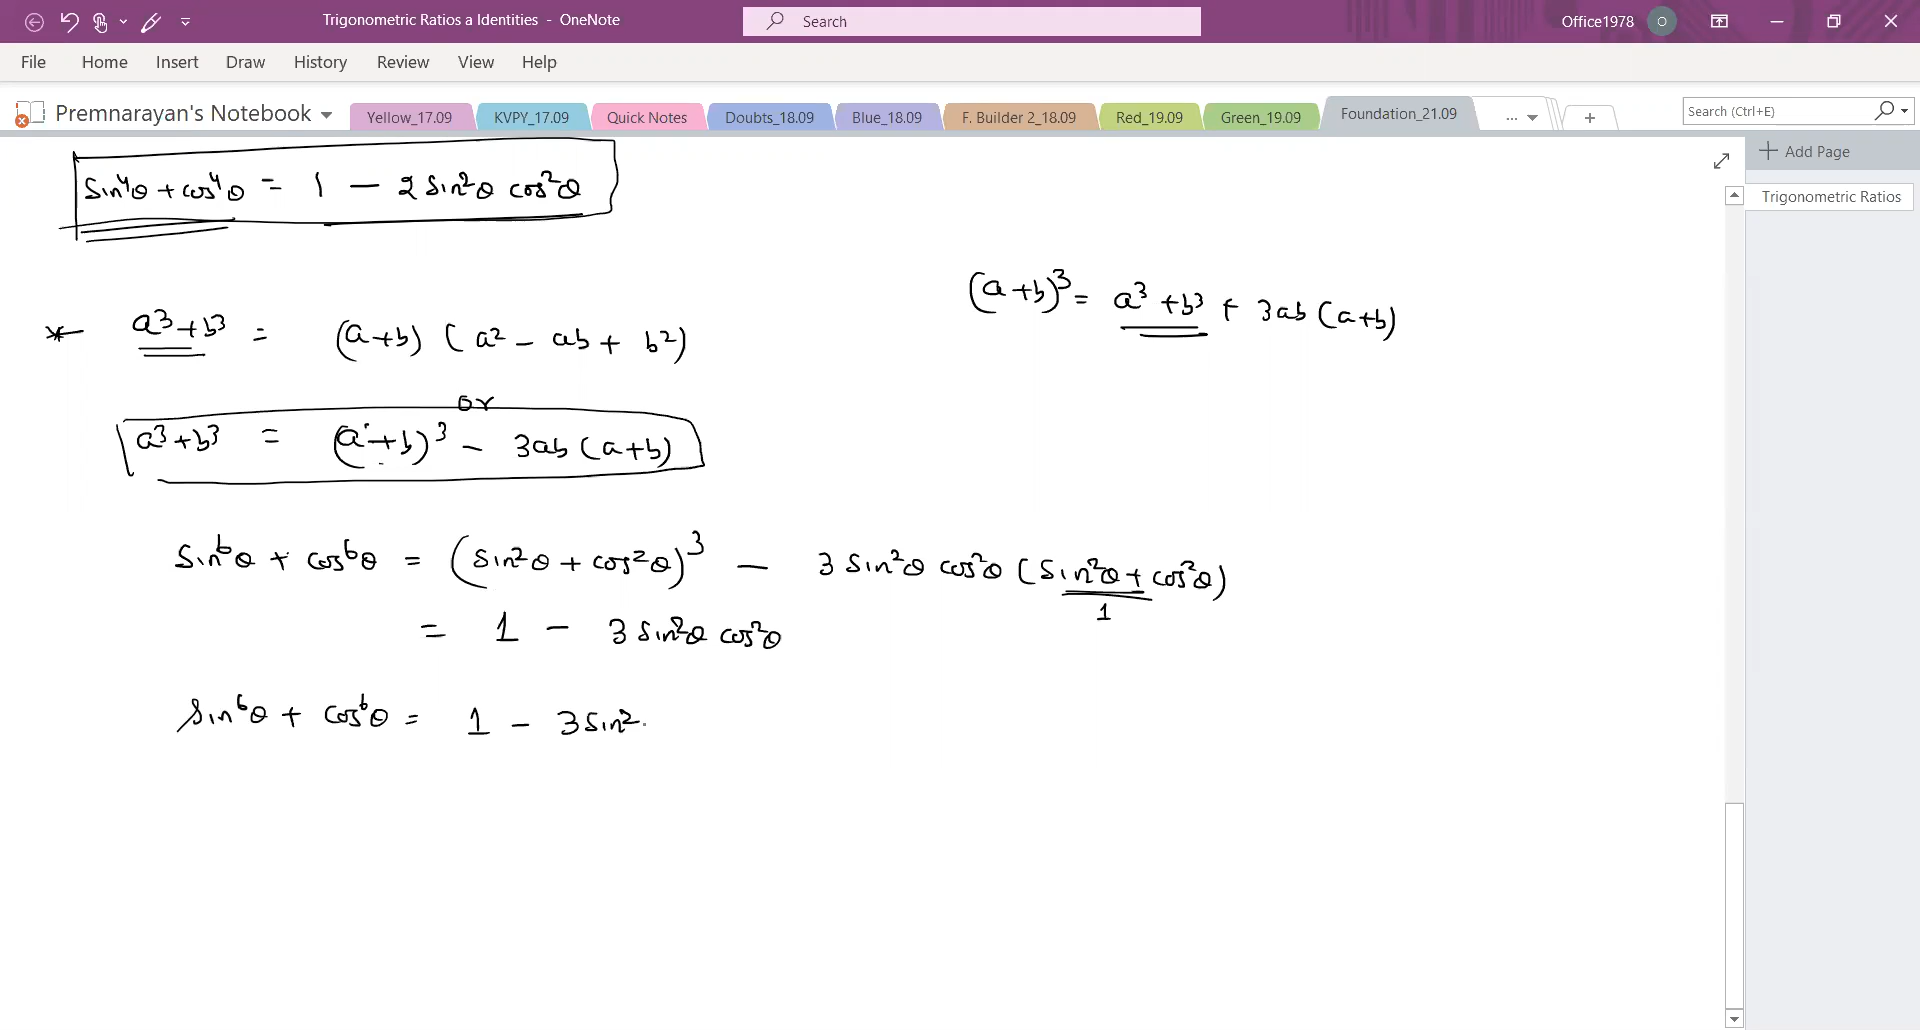 Trigonometric Ratios a Identities - OneNote
Search
Office1978
O
File Home Insert Draw History Review View Help
Premnarayan's Notebook
Yellow_17.09 KVPY_17.09 Quick Notes Doubts_18.09 Blue_18.09 F. Builder 2_18.09 Red_19.09 Green_19.09 Foundation_21.09 ... +
Search (Ctrl+E)
Add Page
Trigonometric Ratios
sin⁴θ + cos⁴θ = 1 − 2 sin²θ cos²θ
(a+b)³ = a³ + b³ + 3ab (a+b)
* a³ + b³ = (a+b) (a² − ab + b²)
or
a³ + b³ = (a+b)³ − 3ab (a+b)
sin⁶θ + cos⁶θ = (sin²θ + cos²θ)³ − 3 sin²θ cos²θ (sin²θ + cos²θ)
1
= 1 − 3 sin²θ cos²θ
sin⁶θ + cos⁶θ = 1 − 3 sin²